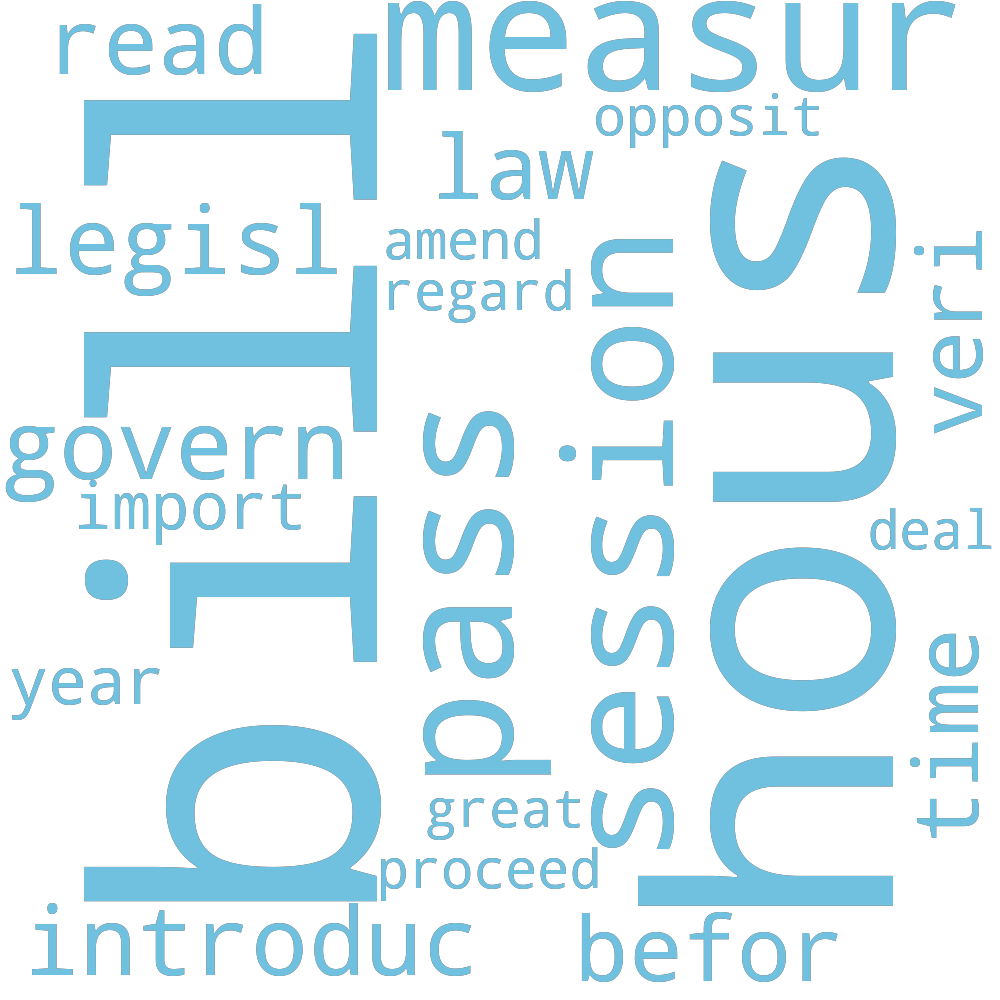 read
measur
opposit
law
legisl
amend
regard
bill
hous
session
veri
govern
import
pass
deal
year
time
great
proceed
introduc
befor